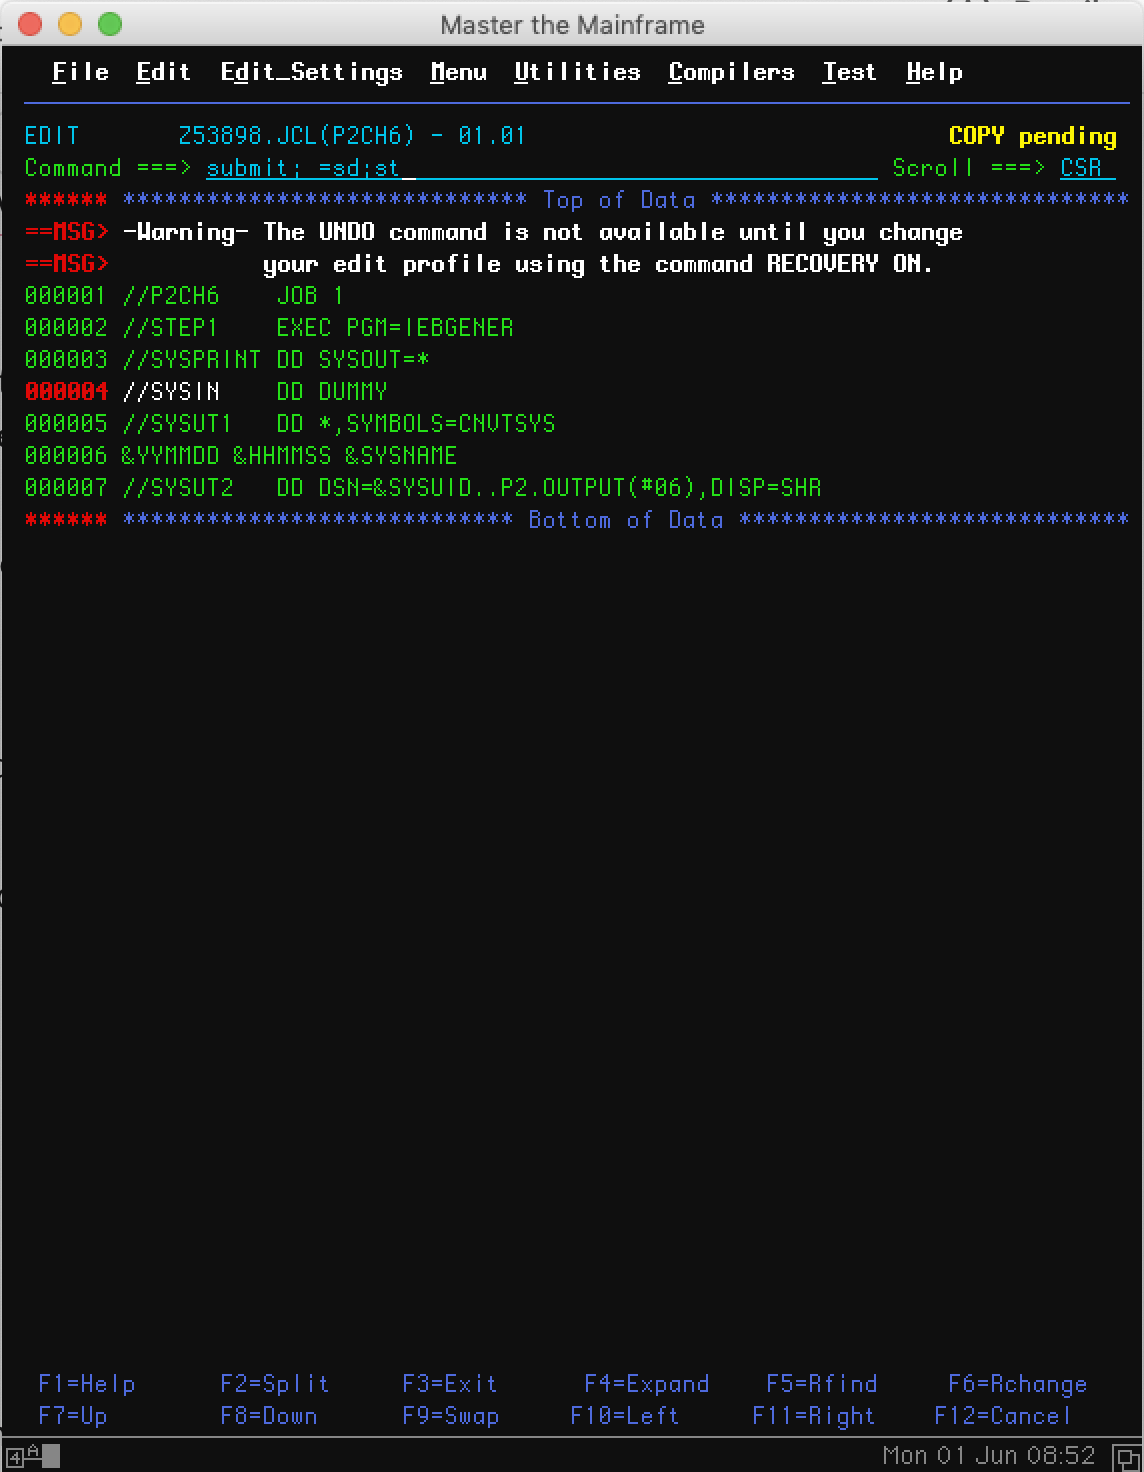 Master the Mainframe
File Edit Edit_Settings Menu Utilities Compilers Test Help
EDIT Z53898.JCL(P2CH6) - 01.01 COPY pending
Command ===> submit; =sd;st_ Scroll ===> CSR
****** ***************************** Top of Data ******************************
==MSG> -Warning- The UNDO command is not available until you change
==MSG> your edit profile using the command RECOVERY ON.
000001 //P2CH6 JOB 1
000002 //STEP1 EXEC PGM=IEBGENER
000003 //SYSPRINT DD SYSOUT=*
000004 //SYSIN DD DUMMY
000005 //SYSUT1 DD *,SYMBOLS=CNVTSYS
000006 &YYMMDD &HHMMSS &SYSNAME
000007 //SYSUT2 DD DSN=&SYSUID..P2.OUTPUT(#06),DISP=SHR
****** **************************** Bottom of Data ****************************
F1=Help F2=Split F3=Exit F4=Expand F5=Rfind F6=Rchange
F7=Up F8=Down F9=Swap F10=Left F11=Right F12=Cancel
4 A Mon 01 Jun 08:52